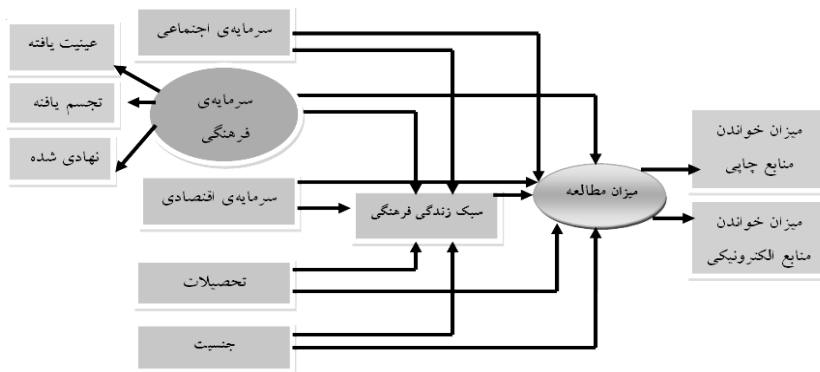 سرمایه‌ی اجتماعی
عینیت یافته
سرمایه‌ی
فرهنگی
تجسم یافته
نهادی شده
سرمایه‌ی اقتصادی
سبک زندگی فرهنگی
میزان مطالعه
میزان خواندن
منابع چاپی
میزان خواندن
منابع الکترونیکی
تحصیلات
جنسیت